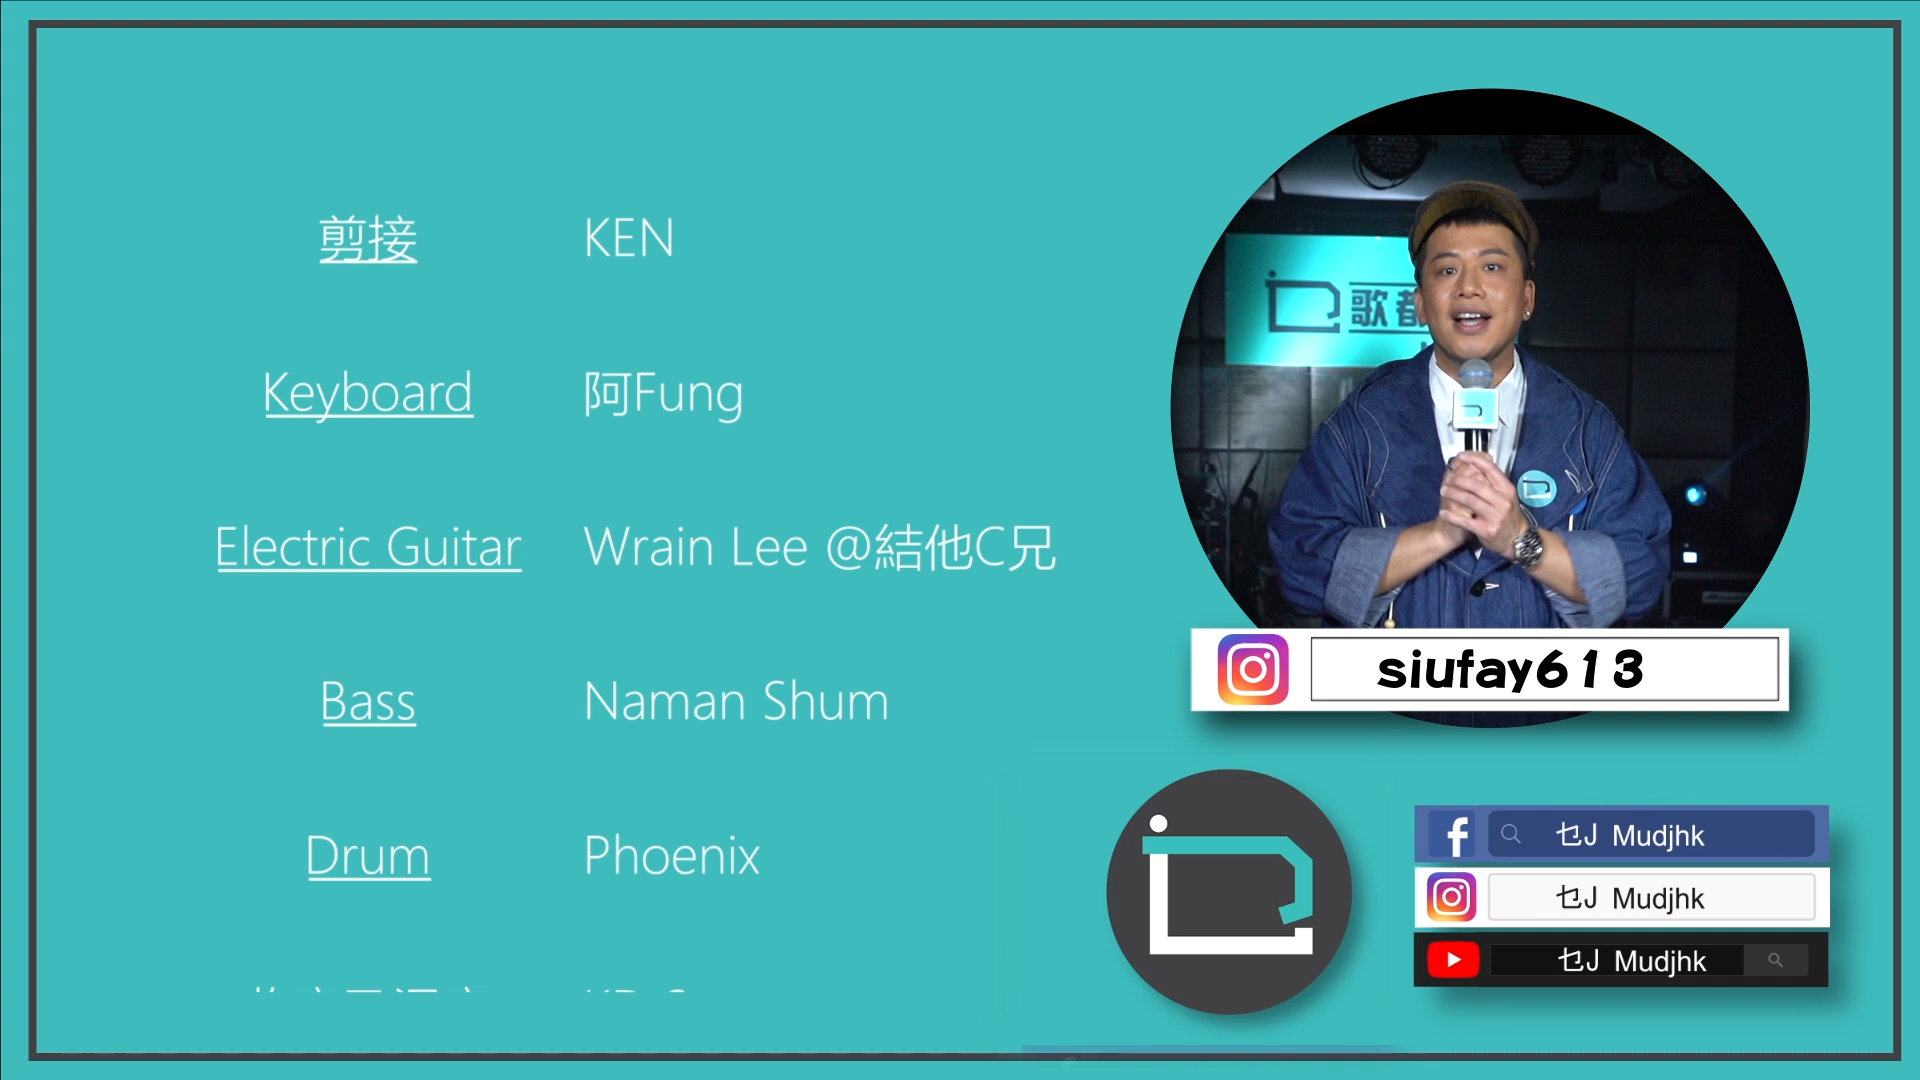 剪接 KEN
Keyboard 阿Fung
Electric Guitar Wrain Lee @結他C兄
Bass Naman Shum
Drum Phoenix
歌都
siufay613
乜J Mudjhk
乜J Mudjhk
乜J Mudjhk